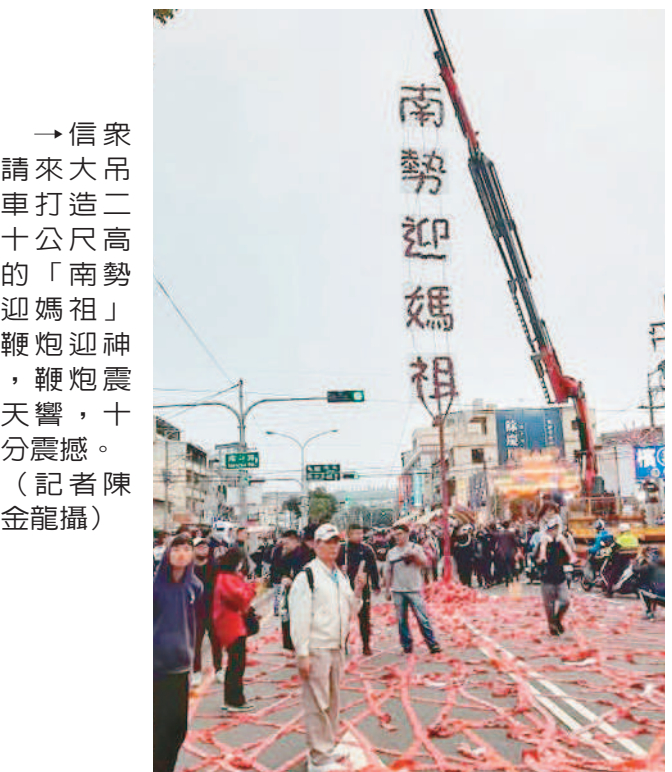 →信眾
請來大吊
車打造二
十公尺高
的「南勢
迎媽祖」
鞭炮迎神
，鞭炮震
天響，十
分震撼。
（記者陳
金龍攝）
南
勢
迎
媽
祖